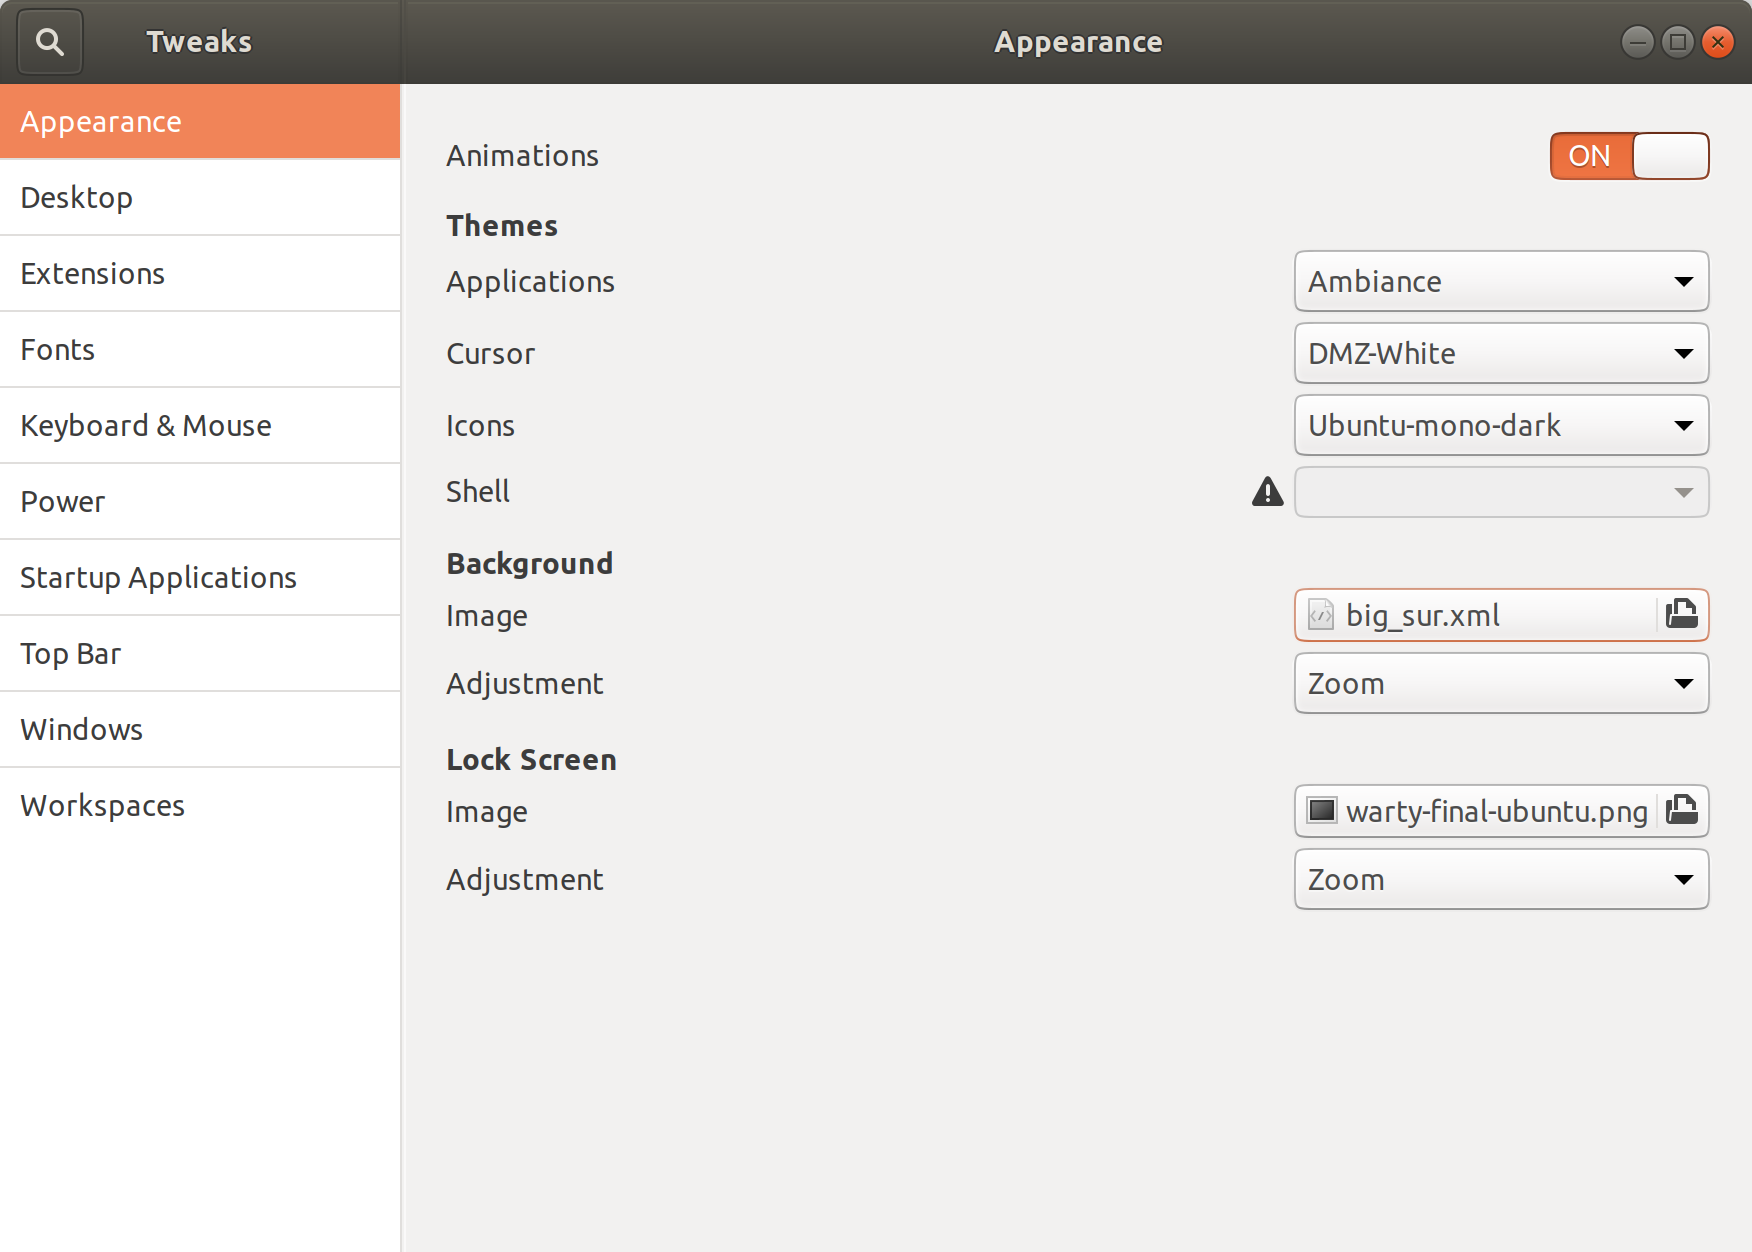 Tweaks
Appearance
Appearance
Desktop
Extensions
Fonts
Keyboard & Mouse
Power
Startup Applications
Top Bar
Windows
Workspaces
Animations ON
Themes
Applications Ambiance
Cursor DMZ-White
Icons Ubuntu-mono-dark
Shell
Background
Image big_sur.xml
Adjustment Zoom
Lock Screen
Image warty-final-ubuntu.png
Adjustment Zoom